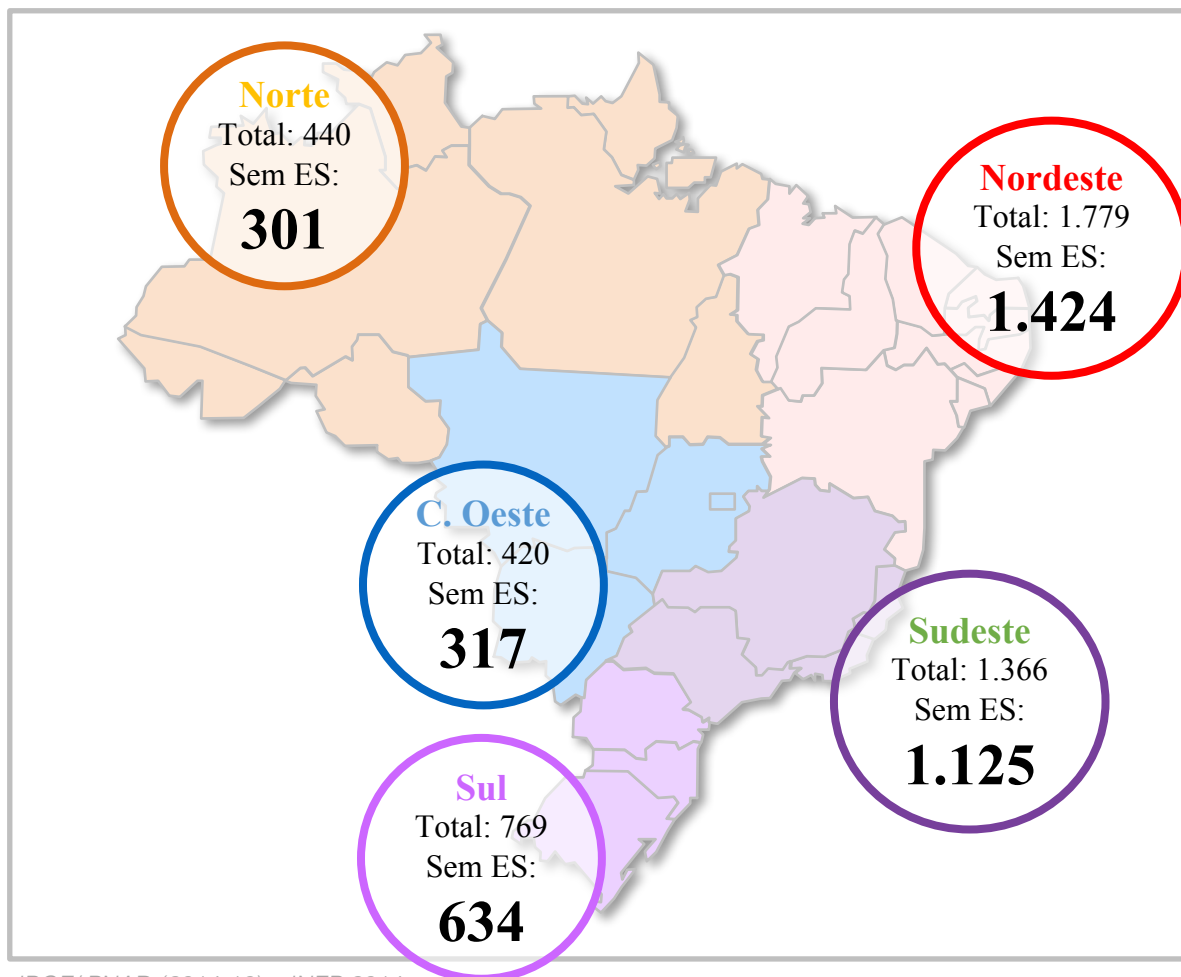 Norte
Total: 440
Sem ES:
301
Nordeste
Total: 1.779
Sem ES:
1.424
C. Oeste
Total: 420
Sem ES:
317
Sudeste
Total: 1.366
Sem ES:
1.125
Sul
Total: 769
Sem ES:
634